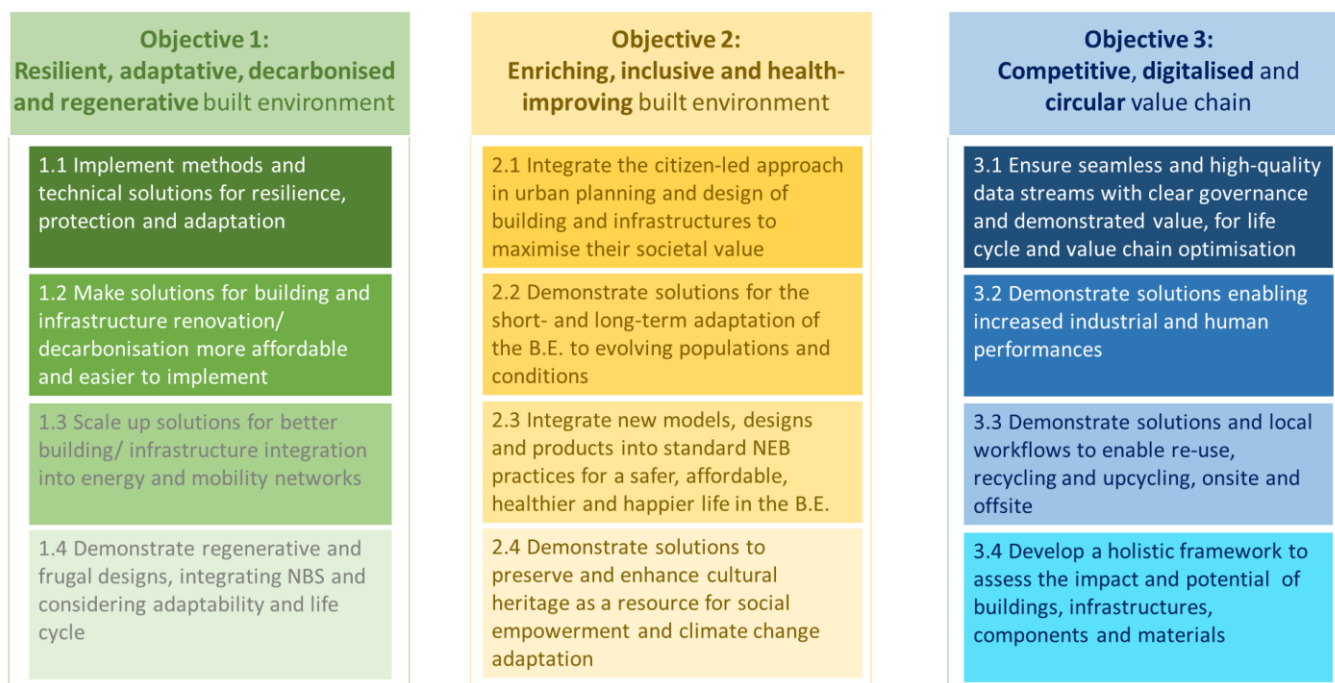 Objective 1:
Resilient, adaptative, decarbonised
and regenerative built environment
1.1 Implement methods and
technical solutions for resilience,
protection and adaptation
1.2 Make solutions for building and
infrastructure renovation/
decarbonisation more affordable
and easier to implement
1.3 Scale up solutions for better
building/ infrastructure integration
into energy and mobility networks
1.4 Demonstrate regenerative and
frugal designs, integrating NBS and
considering adaptability and life
cycle
Objective 2:
Enriching, inclusive and health-
improving built environment
2.1 Integrate the citizen-led approach
in urban planning and design of
building and infrastructures to
maximise their societal value
2.2 Demonstrate solutions for the
short- and long-term adaptation of
the B.E. to evolving populations and
conditions
2.3 Integrate new models, designs
and products into standard NEB
practices for a safer, affordable,
healthier and happier life in the B.E.
2.4 Demonstrate solutions to
preserve and enhance cultural
heritage as a resource for social
empowerment and climate change
adaptation
Objective 3:
Competitive, digitalised and
circular value chain
3.1 Ensure seamless and high-quality
data streams with clear governance
and demonstrated value, for life
cycle and value chain optimisation
3.2 Demonstrate solutions enabling
increased industrial and human
performances
3.3 Demonstrate solutions and local
workflows to enable re-use,
recycling and upcycling, onsite and
offsite
3.4 Develop a holistic framework to
assess the impact and potential of
buildings, infrastructures,
components and materials